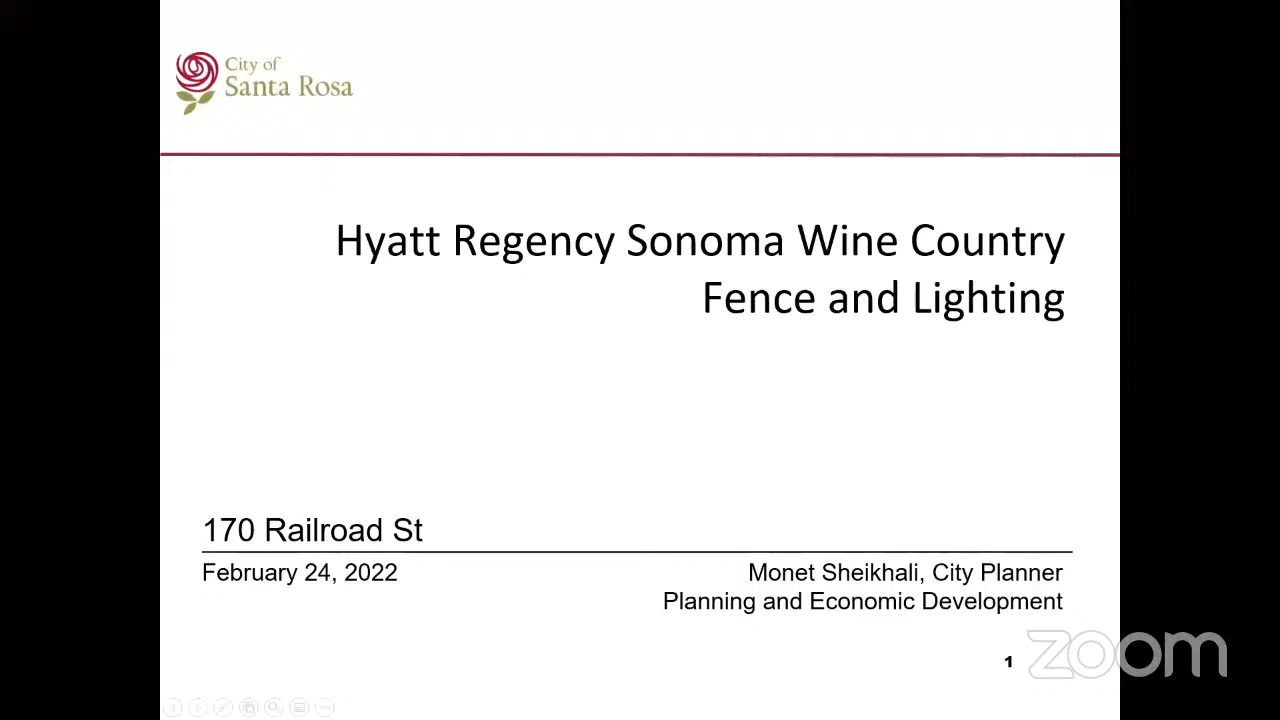 City of
Santa Rosa
Hyatt Regency Sonoma Wine Country
Fence and Lighting
170 Railroad St
February 24, 2022
Monet Sheikhali, City Planner
Planning and Economic Development
1
zoom